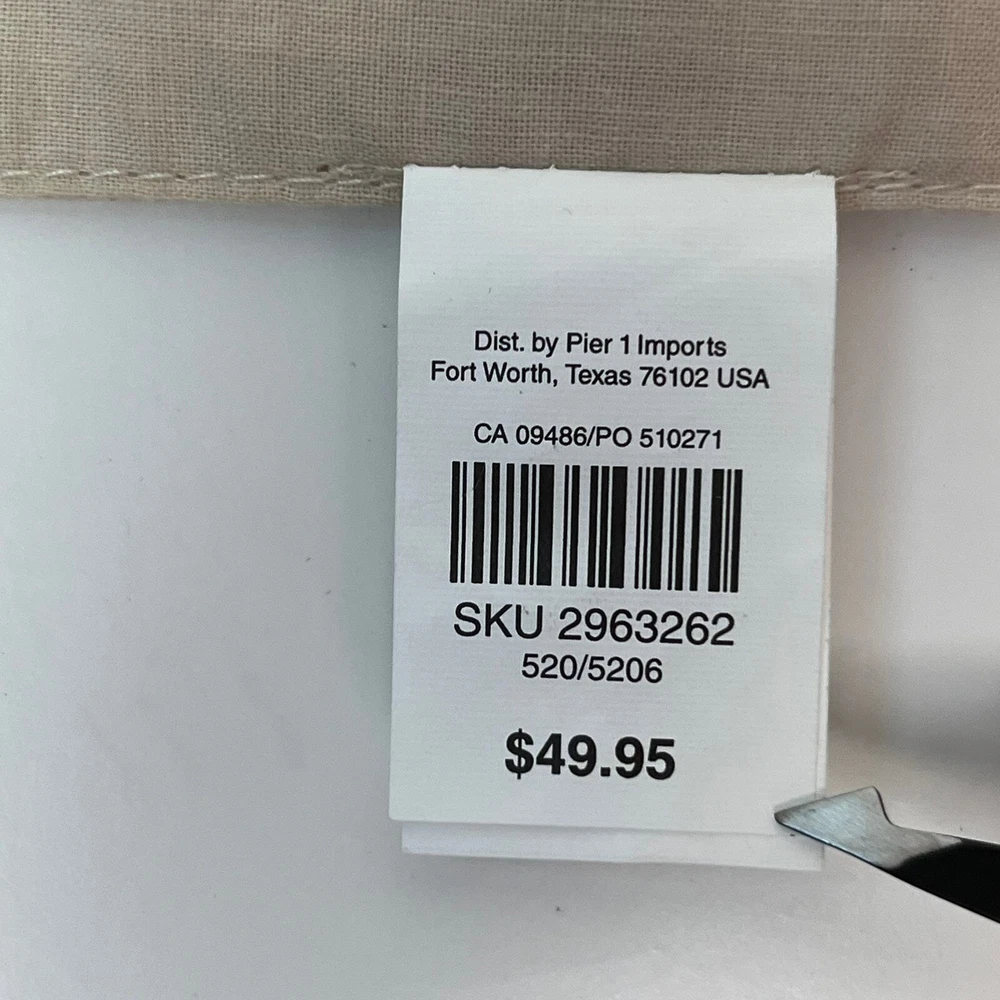 Dist. by Pier 1 Imports
Fort Worth, Texas 76102 USA
CA 09486/PO 510271
SKU 2963262
520/5206
$49.95